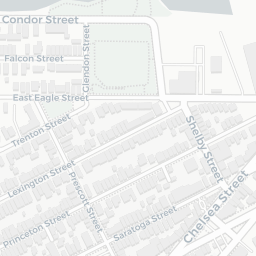 Condor Street
Falcon Street
Glendon Street
East Eagle Street
Trenton Street
Shelby Street
Lexington Street
Prescott Street
Chelsea Street
Princeton Street
Saratoga Street